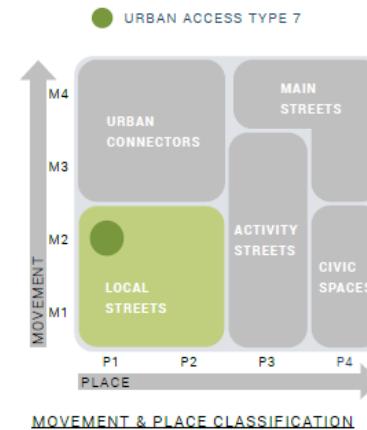 URBAN ACCESS TYPE 7
M4
MAIN
STREETS
URBAN
CONNECTORS
M3
M2
ACTIVITY
STREETS
LOCAL
STREETS
CIVIC
SPACES
M1
MOVEMENT
P1 P2 P3 P4
PLACE
MOVEMENT & PLACE CLASSIFICATION